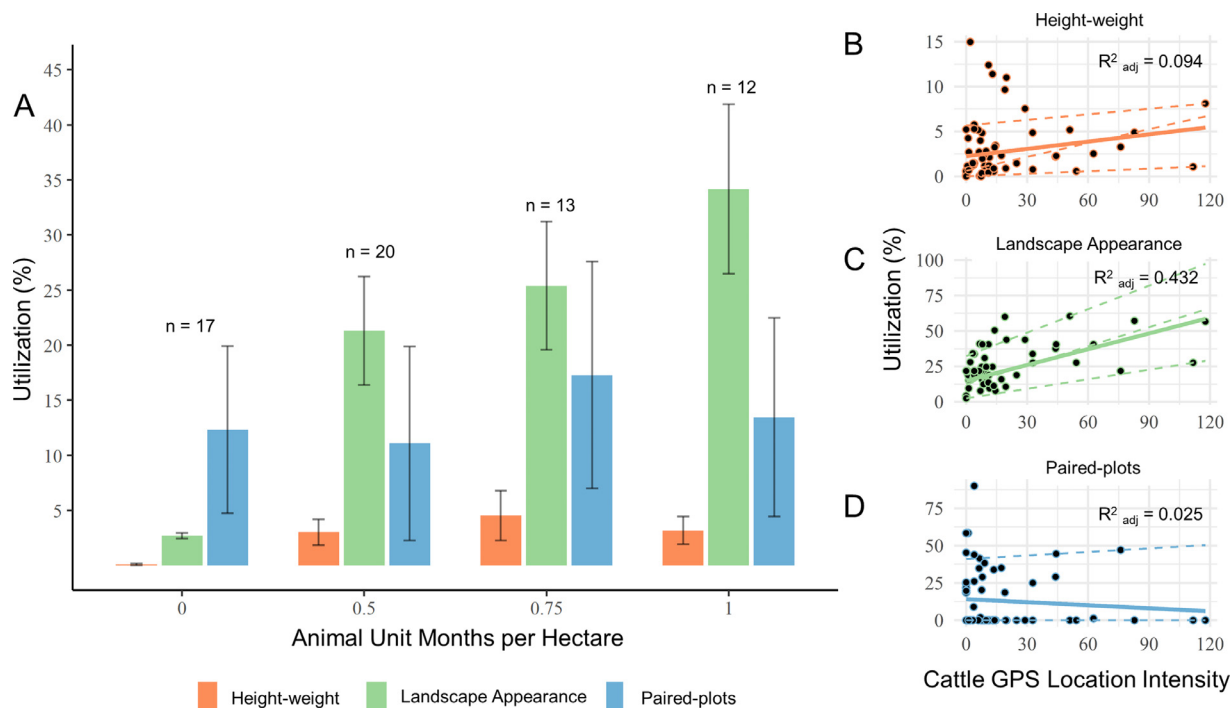 A
Utilization (%)
45
40
35
30
25
20
15
10
5
n = 17
n = 20
n = 13
n = 12
0
0.5
0.75
1
Animal Unit Months per Hectare
Height-weight
Landscape Appearance
Paired-plots
B
Height-weight
R² adj = 0.094
15
10
5
0
0 30 60 90 120
Utilization (%)
C
Landscape Appearance
R² adj = 0.432
100
75
50
25
0
0 30 60 90 120
D
Paired-plots
R² adj = 0.025
75
50
25
0
0 30 60 90 120
Cattle GPS Location Intensity